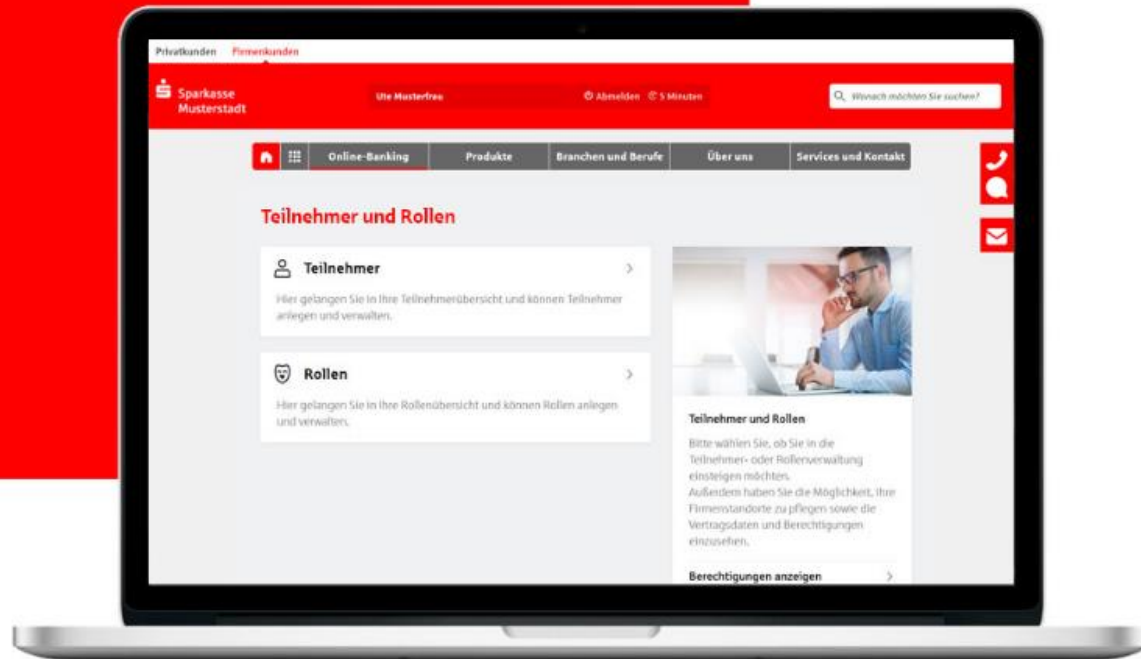 Privatkunden Firmenkunden
Sparkasse
Musterstadt
Ute Musterfrau
Abmelden 5 Minuten
Wonach möchten Sie suchen?
Online-Banking Produkte Branchen und Berufe Über uns Services und Kontakt
Teilnehmer und Rollen
Teilnehmer
Hier gelangen Sie in Ihre Teilnehmerübersicht und können Teilnehmer
anlegen und verwalten.
Rollen
Hier gelangen Sie in Ihre Rollenübersicht und können Rollen anlegen
und verwalten.
Teilnehmer und Rollen
Bitte wählen Sie, ob Sie in die
Teilnehmer- oder Rollenverwaltung
einsteigen möchten.
Außerdem haben Sie die Möglichkeit, Ihre
Firmenstandorte zu pflegen sowie die
Vertragsdaten und Berechtigungen
einzusehen.
Berechtigungen anzeigen